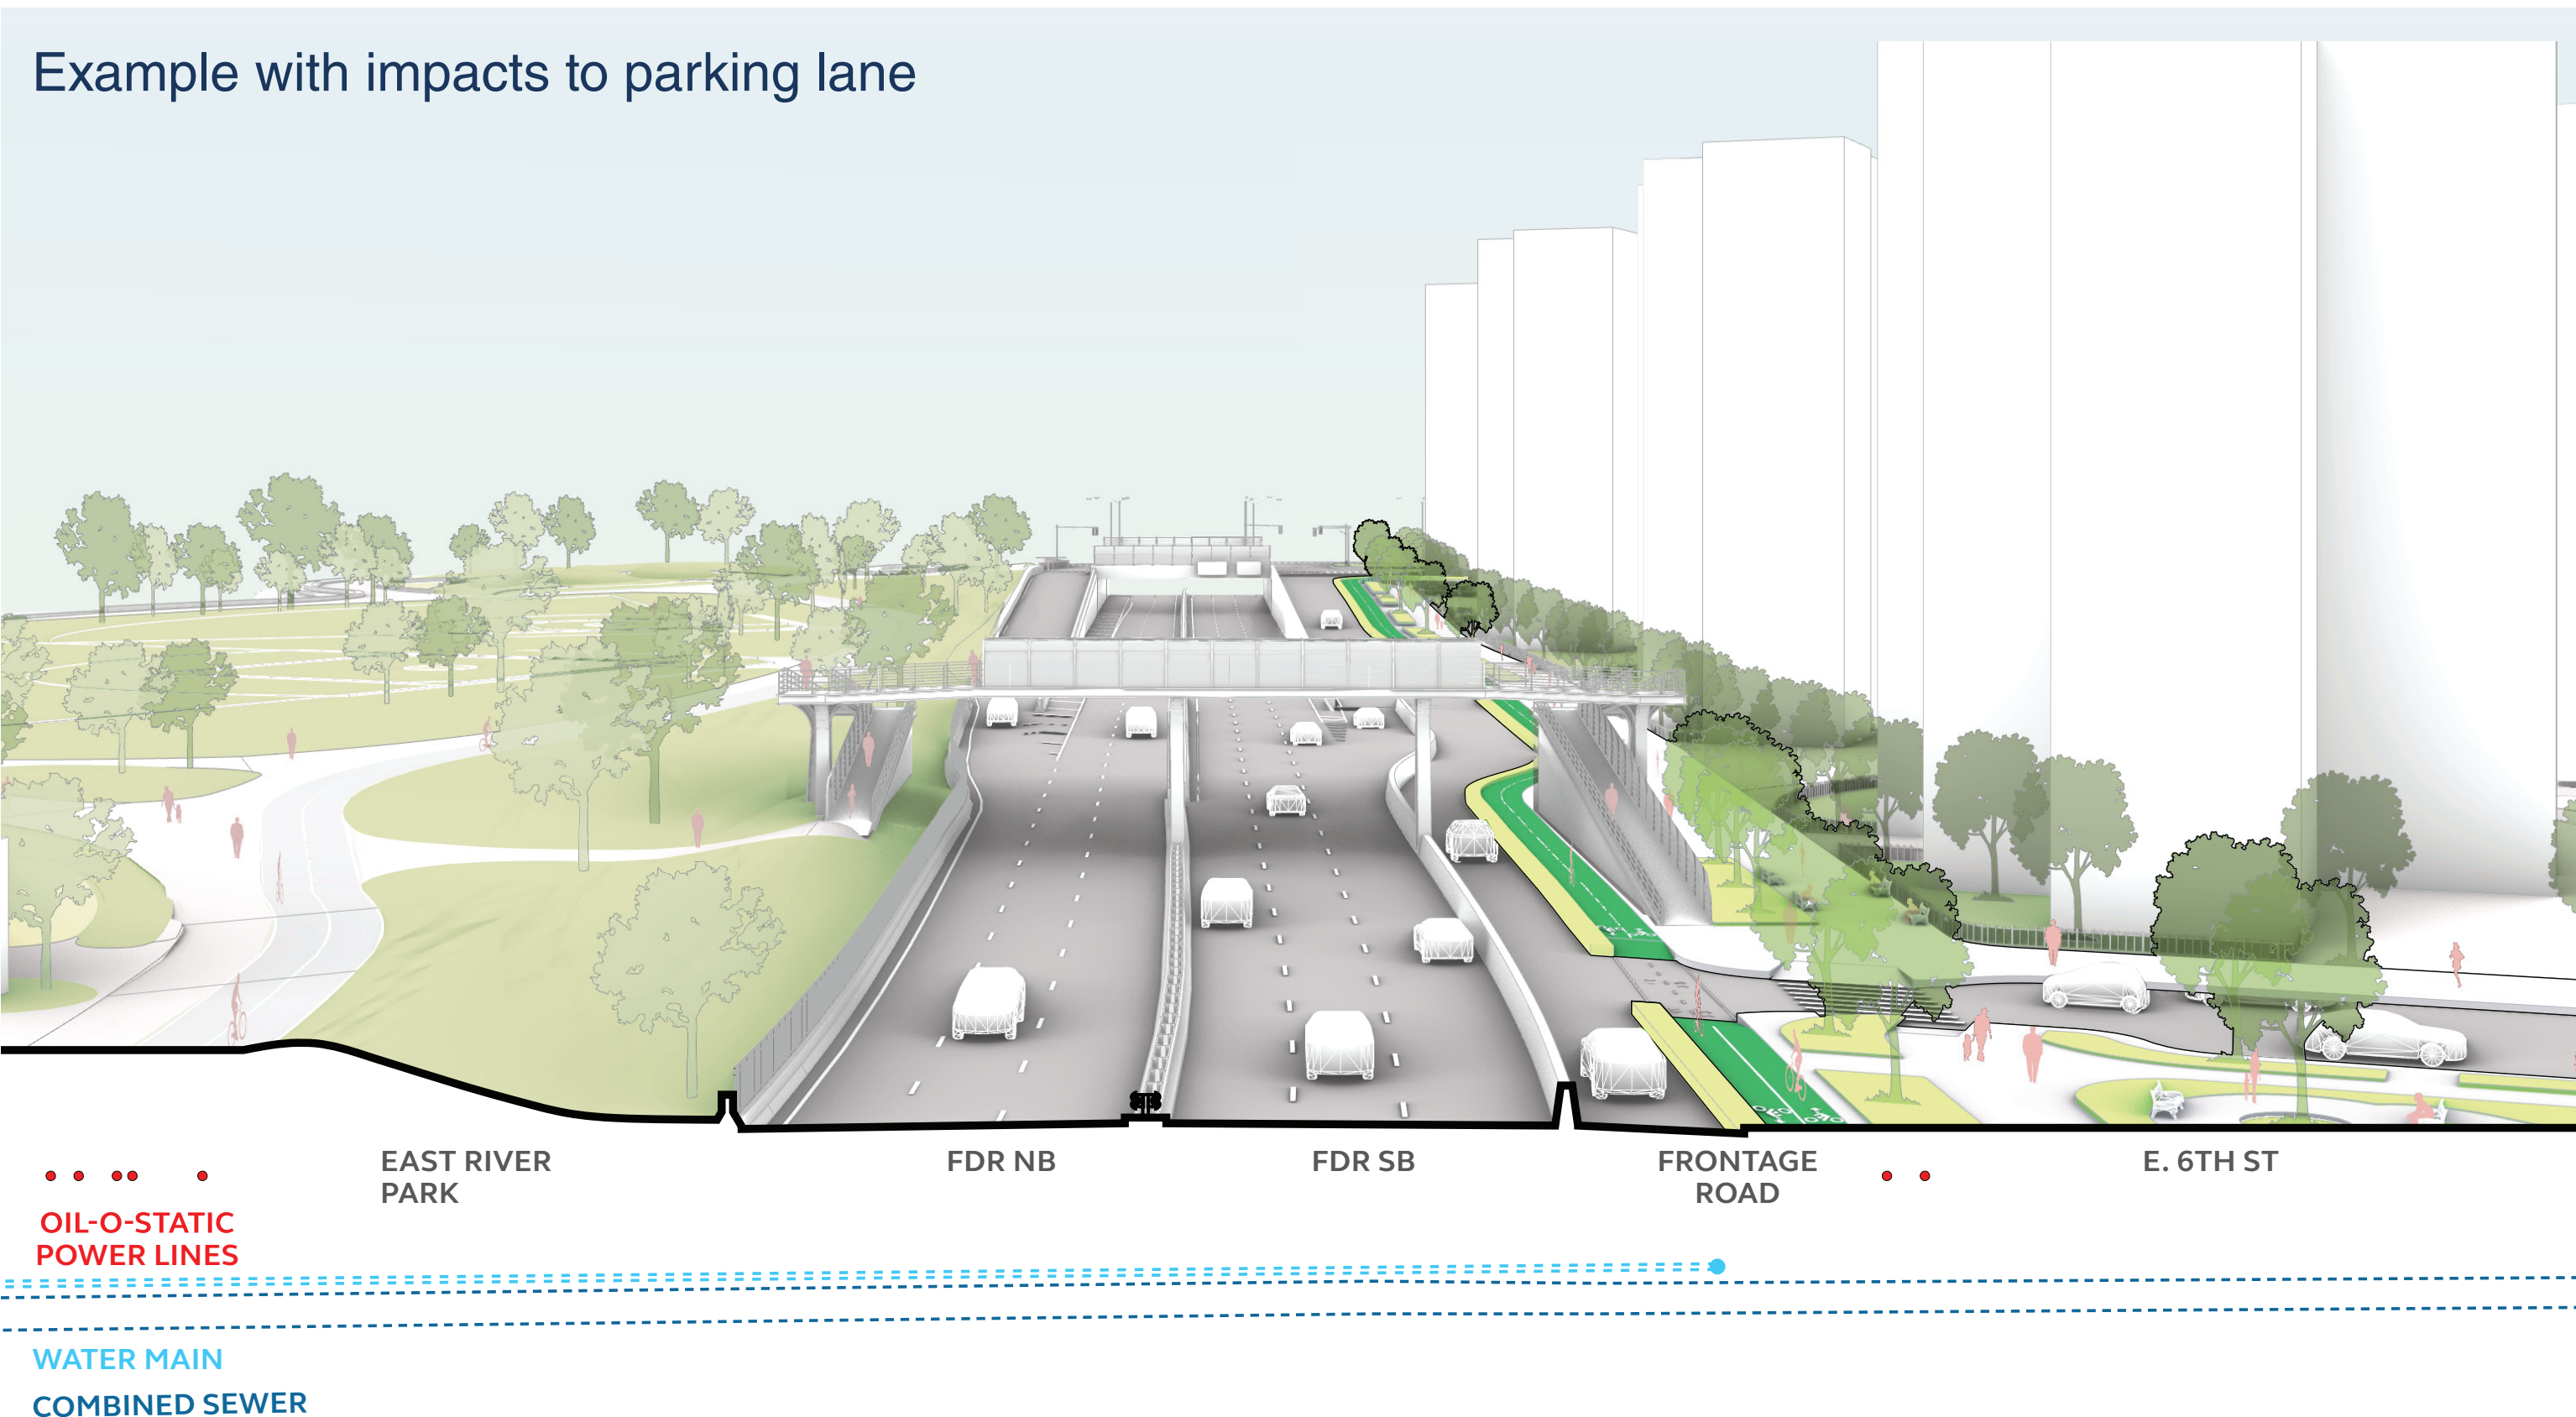 Example with impacts to parking lane
EAST RIVER
PARK
FDR NB
FDR SB
FRONTAGE
ROAD
E. 6TH ST
OIL-O-STATIC
POWER LINES
WATER MAIN
COMBINED SEWER